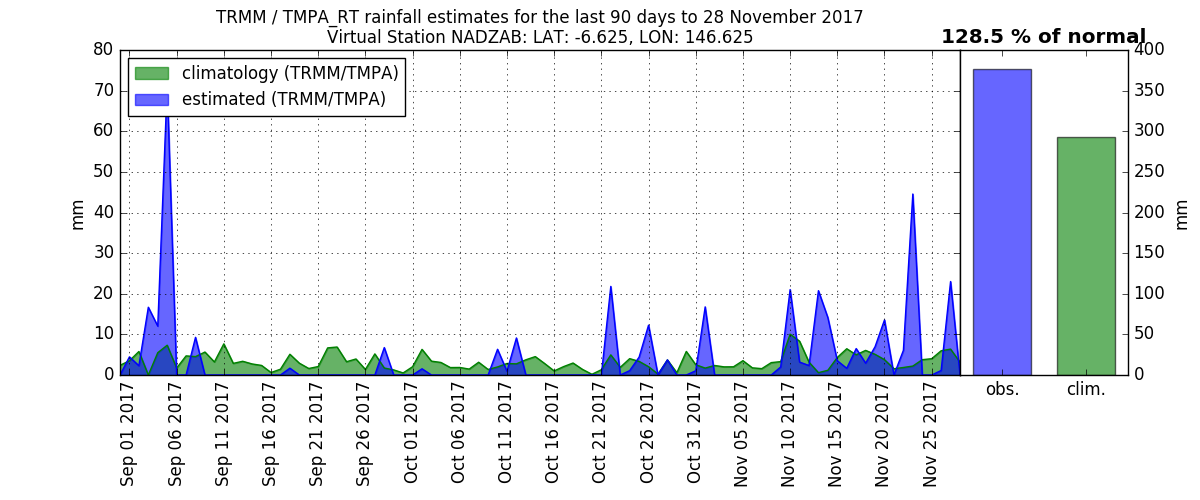 TRMM / TMPA_RT rainfall estimates for the last 90 days to 28 November 2017
Virtual Station NADZAB: LAT: -6.625, LON: 146.625
128.5 % of normal
climatology (TRMM/TMPA)
estimated (TRMM/TMPA)
mm
80
70
60
50
40
30
20
10
0
400
350
300
250
200
150
100
50
0
mm
Sep 01 2017
Sep 06 2017
Sep 11 2017
Sep 16 2017
Sep 21 2017
Sep 26 2017
Oct 01 2017
Oct 06 2017
Oct 11 2017
Oct 16 2017
Oct 21 2017
Oct 26 2017
Oct 31 2017
Nov 05 2017
Nov 10 2017
Nov 15 2017
Nov 20 2017
Nov 25 2017
obs.
clim.